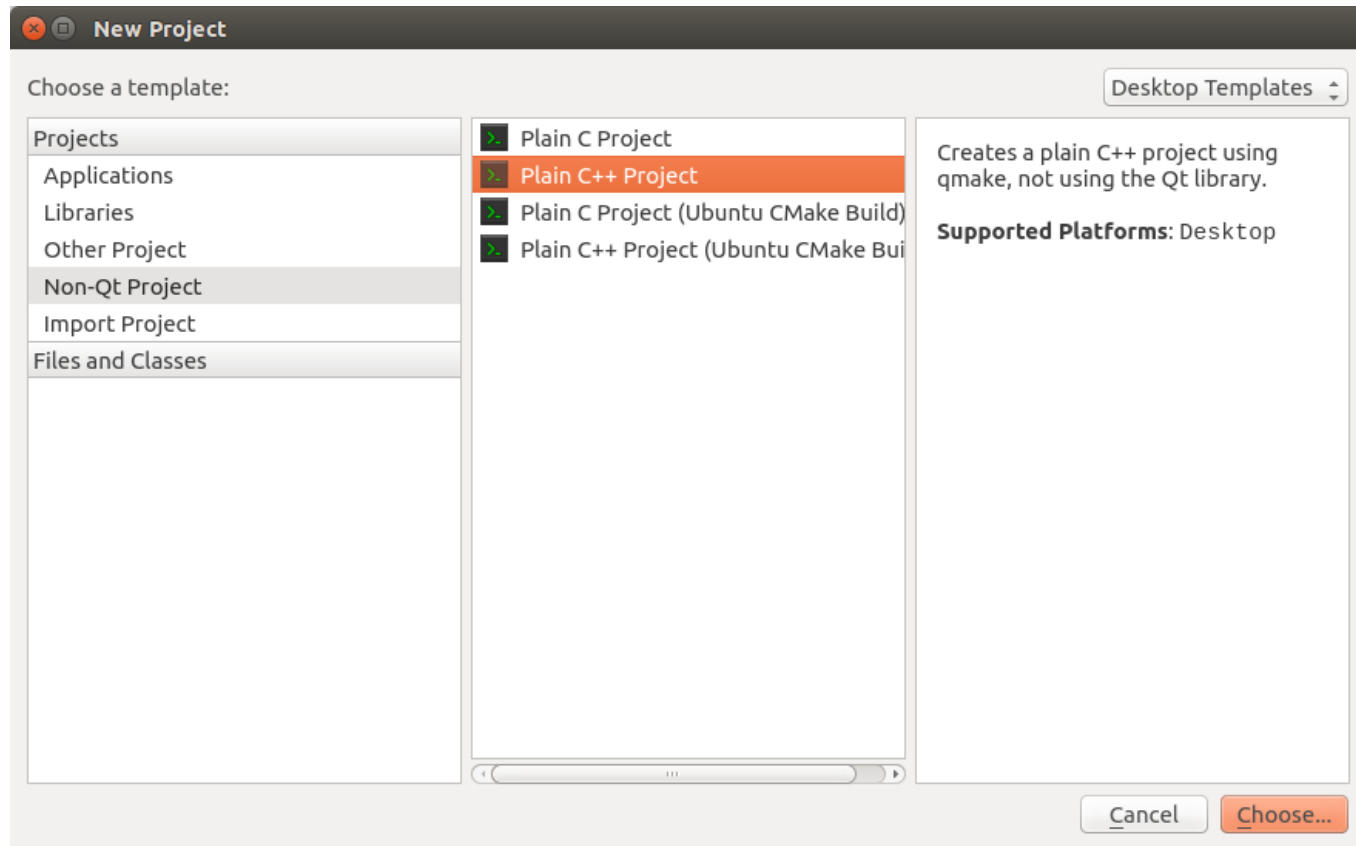 New Project
Choose a template:
Desktop Templates
Projects
Applications
Libraries
Other Project
Non-Qt Project
Import Project
Files and Classes
Plain C Project
Plain C++ Project
Plain C Project (Ubuntu CMake Build)
Plain C++ Project (Ubuntu CMake Bui
Creates a plain C++ project using
qmake, not using the Qt library.
Supported Platforms: Desktop
Cancel
Choose...